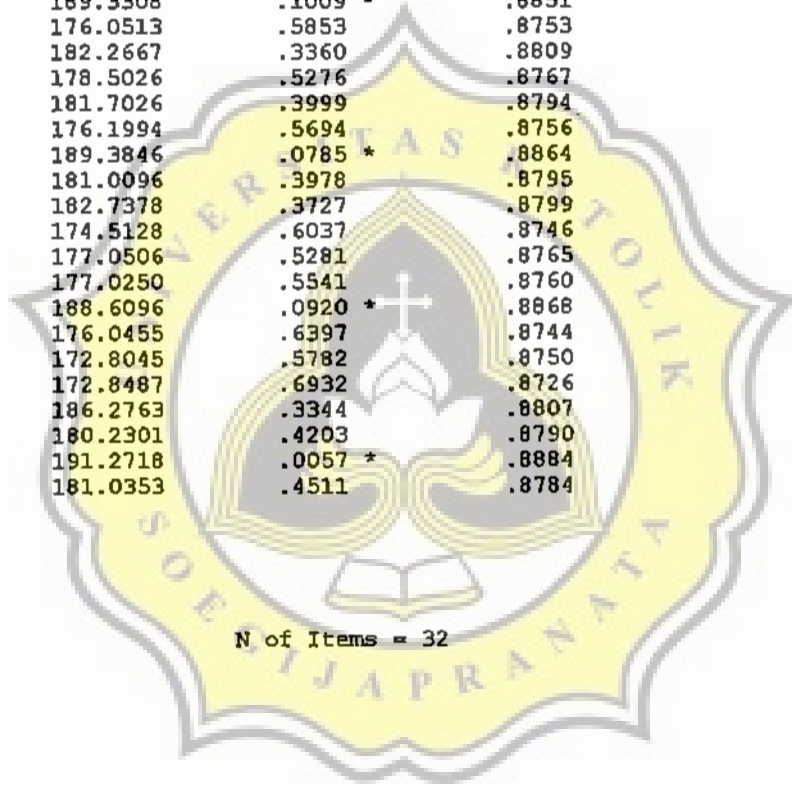 189.3308 .1009 * .8851
176.0513 .5853 .8753
182.2667 .3360 .8809
178.5026 .5276 .8767
181.7026 .3999 .8794
176.1994 .5694 .8756
189.3846 .0785 * .8864
181.0096 .3978 .8795
182.7378 .3727 .8799
174.5128 .6037 .8746
177.0506 .5281 .8765
177.0250 .5541 .8760
188.6096 .0920 * .8868
176.0455 .6397 .8744
172.8045 .5782 .8750
172.8487 .6932 .8726
186.2763 .3344 .8807
180.2301 .4203 .8790
191.2718 .0057 * .8884
181.0353 .4511 .8784
N of Items = 32
UNIVERSITAS KATOLIK
SOEGIJAPRANATA